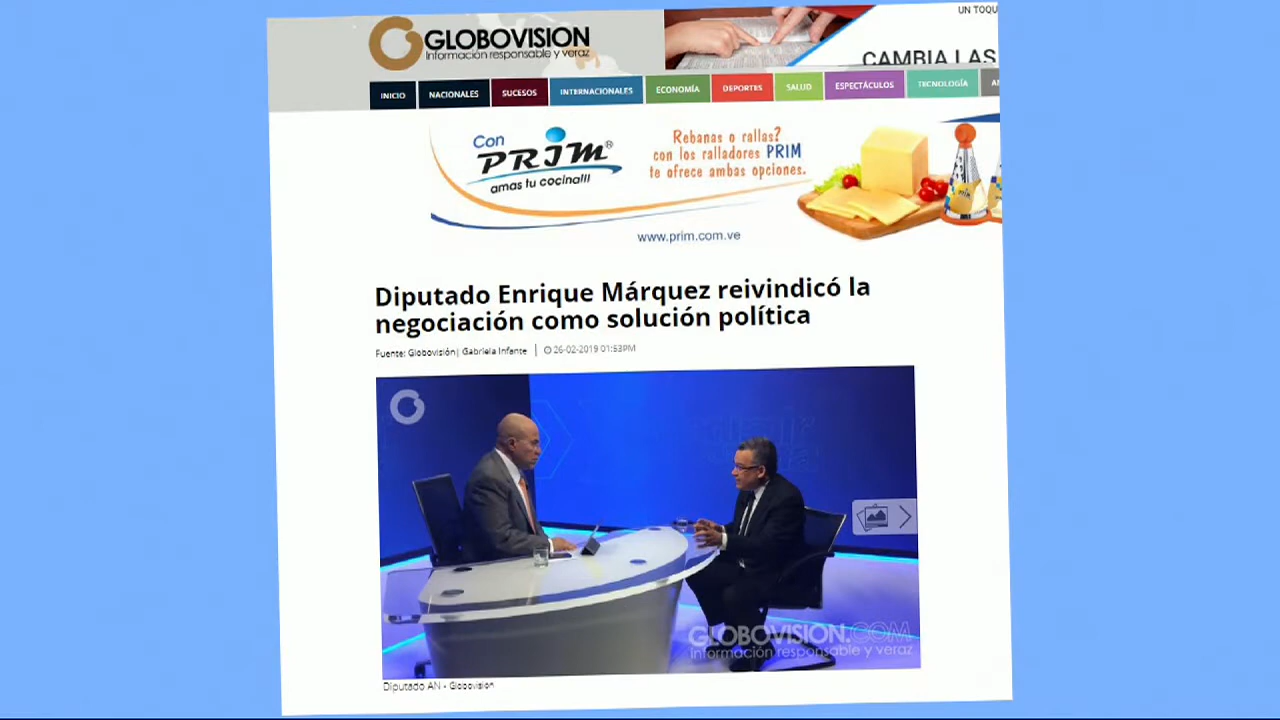 GLOBOVISION
Información responsable y veraz
UN TOQU
CAMBIA LAS
INICIO
NACIONALES
SUCESOS
INTERNACIONALES
ECONOMÍA
DEPORTES
SALUD
ESPECTÁCULOS
TECNOLOGÍA
Con
PRIM®
amas tu cocina!!!
Rebanas o rallas?
con los ralladores PRIM
te ofrece ambas opciones.
www.prim.com.ve
Diputado Enrique Márquez reivindicó la
negociación como solución política
Fuente: Globovisión| Gabriela Infante | 26-02-2019 01:53PM
GLOBOVISION.COM
Información responsable y veraz
Diputado AN - Globovision